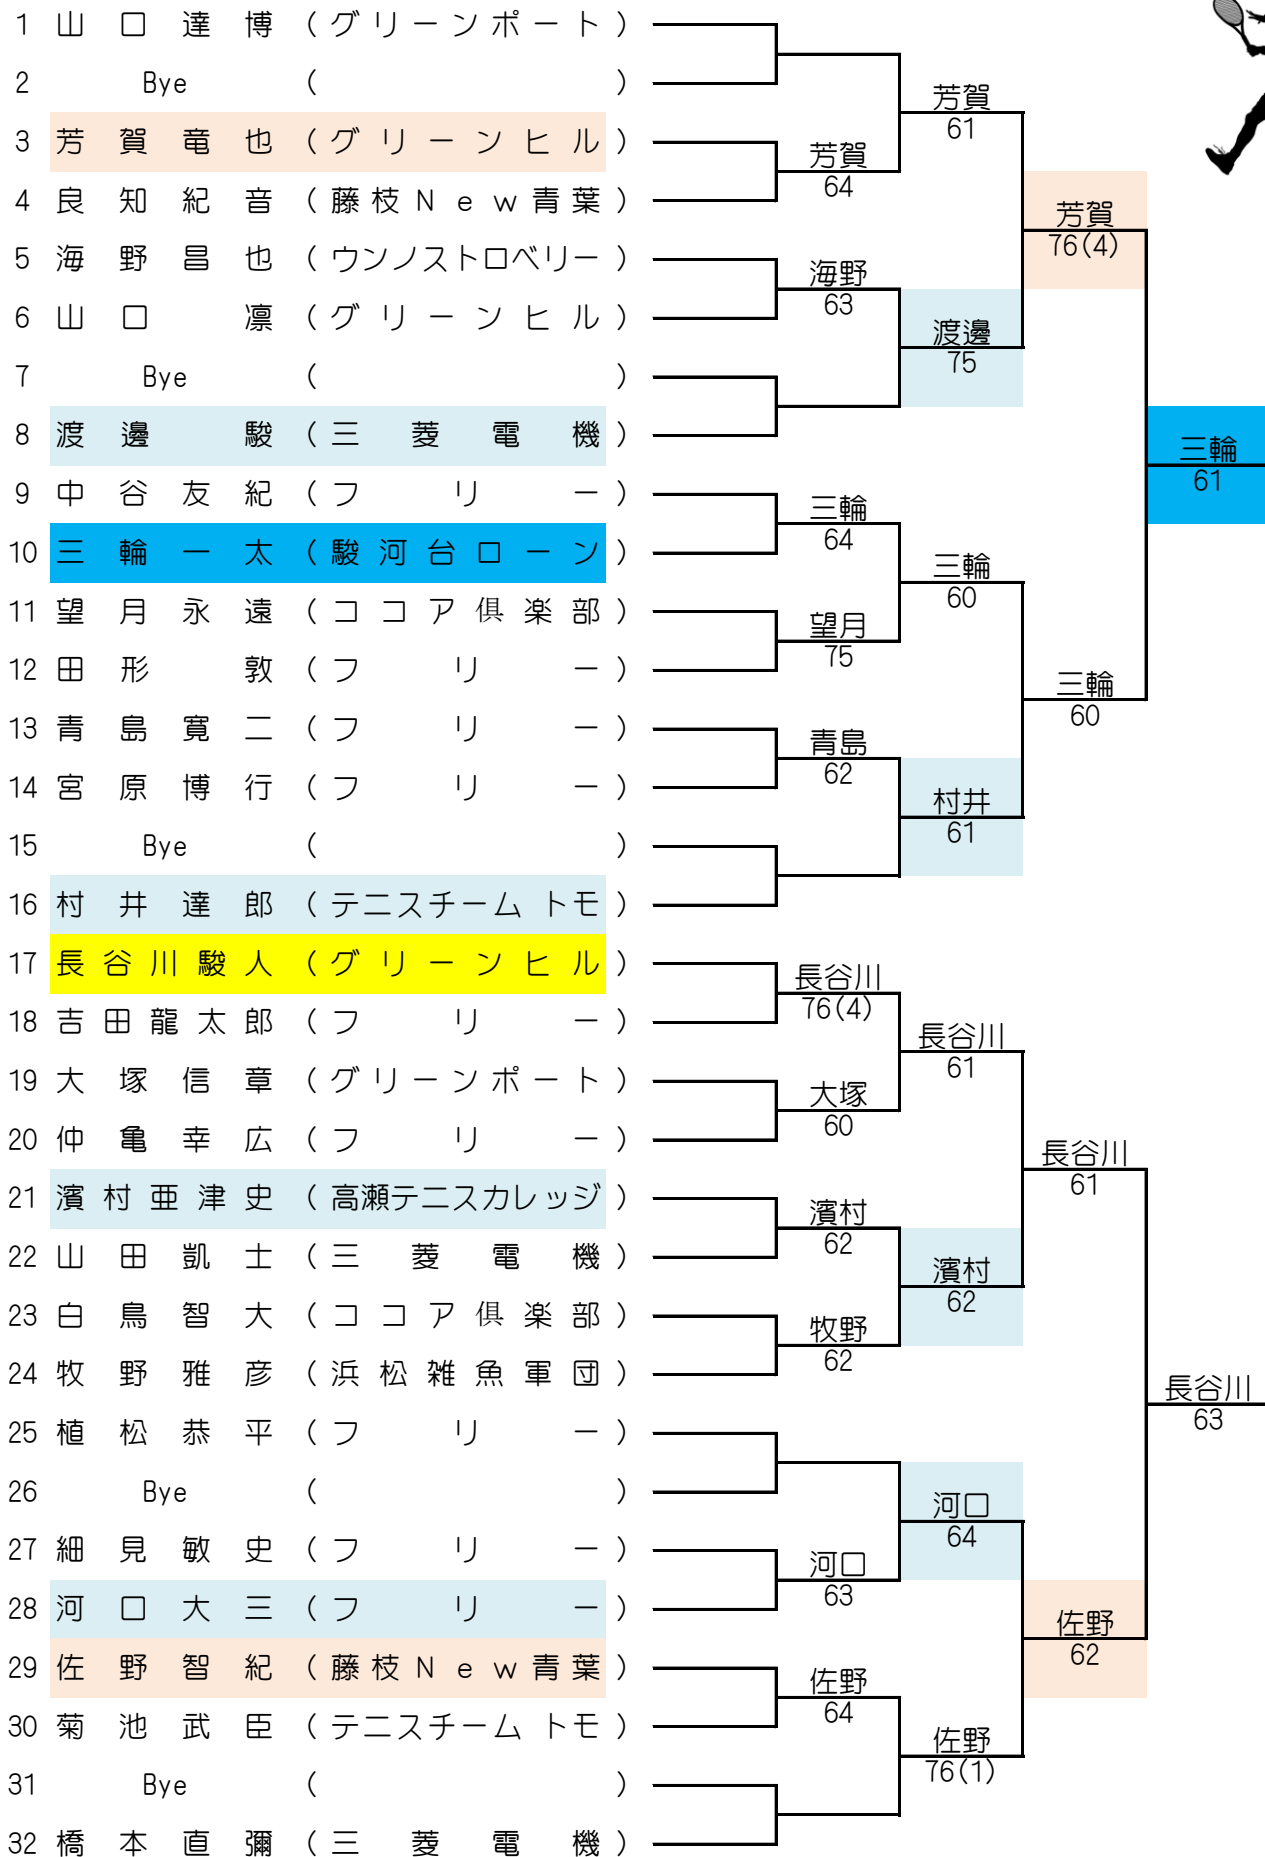 1 山口達博 (グリーンポート)
2 Bye ( )
芳賀
61
3 芳賀竜也 (グリーンヒル)
芳賀
64
4 良知紀音 (藤枝New青葉)
芳賀
76(4)
5 海野昌也 (ウンノストロベリー)
海野
63
6 山口 凛 (グリーンヒル)
渡邊
75
7 Bye ( )
8 渡邊 駿 (三菱電機)
三輪
61
9 中谷友紀 (フリー)
三輪
64
10 三輪一太 (駿河台ローン)
三輪
60
11 望月永遠 (ココア倶楽部)
望月
75
12 田形 敦 (フリー)
三輪
60
13 青島寛二 (フリー)
青島
62
14 宮原博行 (フリー)
村井
61
15 Bye ( )
16 村井達郎 (テニスチーム トモ)
17 長谷川駿人 (グリーンヒル)
長谷川
76(4)
18 吉田龍太郎 (フリー)
長谷川
61
19 大塚信章 (グリーンポート)
大塚
60
20 仲亀幸広 (フリー)
長谷川
61
21 濱村亜津史 (高瀬テニスカレッジ)
濱村
62
22 山田凱士 (三菱電機)
濱村
62
23 白鳥智大 (ココア倶楽部)
牧野
62
24 牧野雅彦 (浜松雑魚軍団)
長谷川
63
25 植松恭平 (フリー)
26 Bye ( )
河口
64
27 細見敏史 (フリー)
河口
63
28 河口大三 (フリー)
佐野
62
29 佐野智紀 (藤枝New青葉)
佐野
64
30 菊池武臣 (テニスチーム トモ)
佐野
76(1)
31 Bye ( )
32 橋本直彌 (三菱電機)